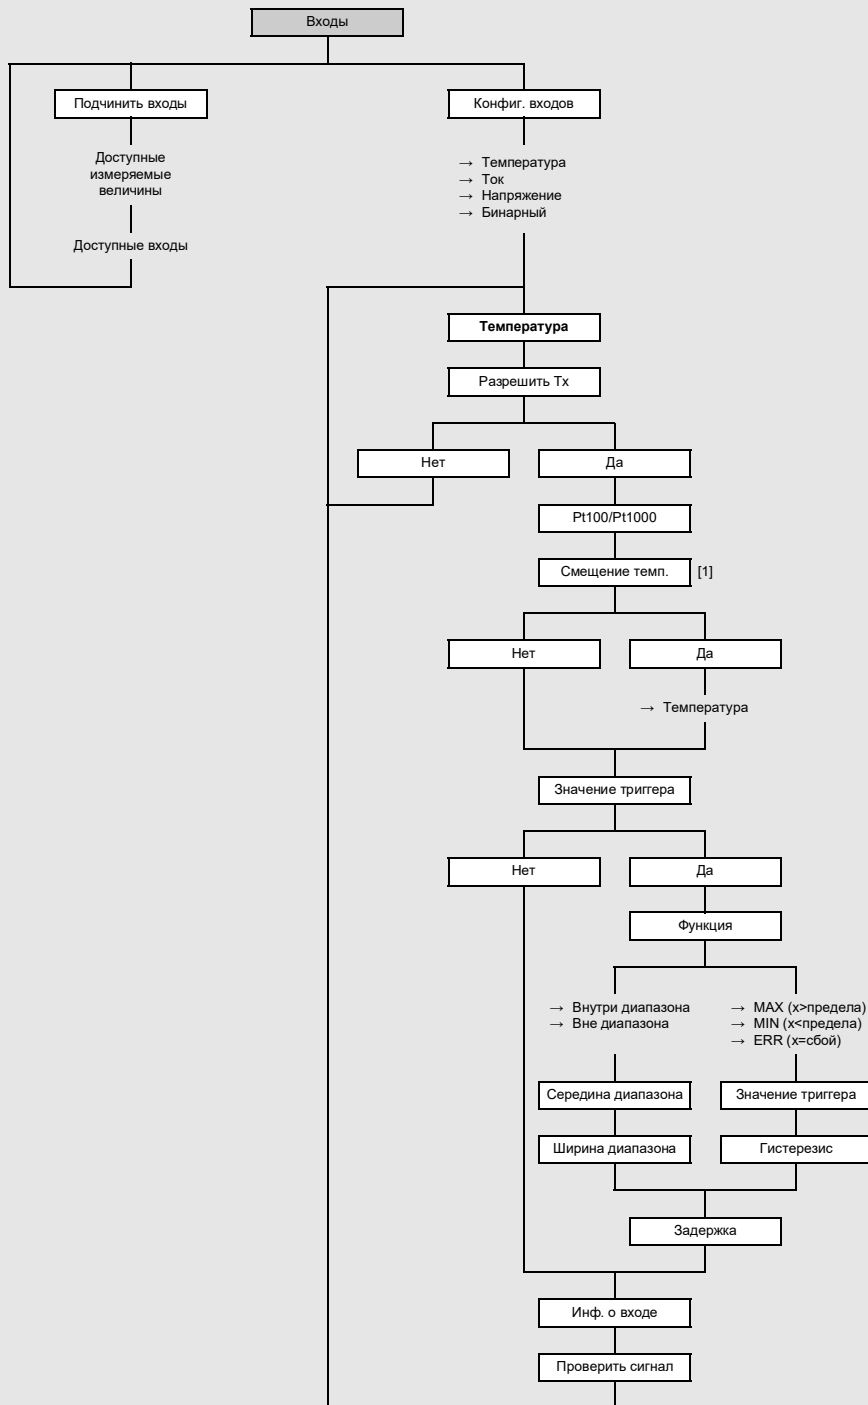 Входы
Подчинить входы
Конфиг. входов
Доступные
измеряемые
величины
→ Температура
→ Ток
→ Напряжение
→ Бинарный
Доступные входы
Температура
Разрешить Tx
Нет
Да
Pt100/Pt1000
Смещение темп. [1]
Нет
Да
→ Температура
Значение триггера
Нет
Да
Функция
→ Внутри диапазона
→ Вне диапазона
→ MAX (x>предела)
→ MIN (x<предела)
→ ERR (x=сбой)
Середина диапазона
Значение триггера
Ширина диапазона
Гистерезис
Задержка
Инф. о входе
Проверить сигнал